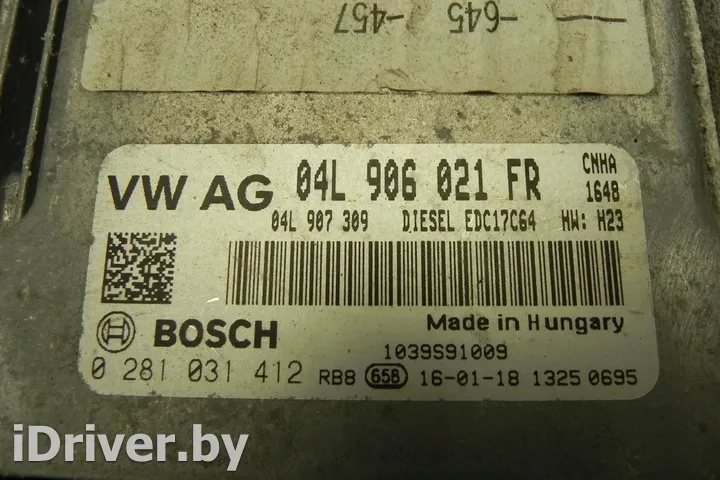 -645
-457
VW AG 04L 906 021 FR CNHA
1648
04L 907 309 DIESEL EDC17C64 HW: H23
BOSCH Made in Hungary
1039S91009
0 281 031 412 RB8 65B 16-01-18 1325 0695
iDriver.by